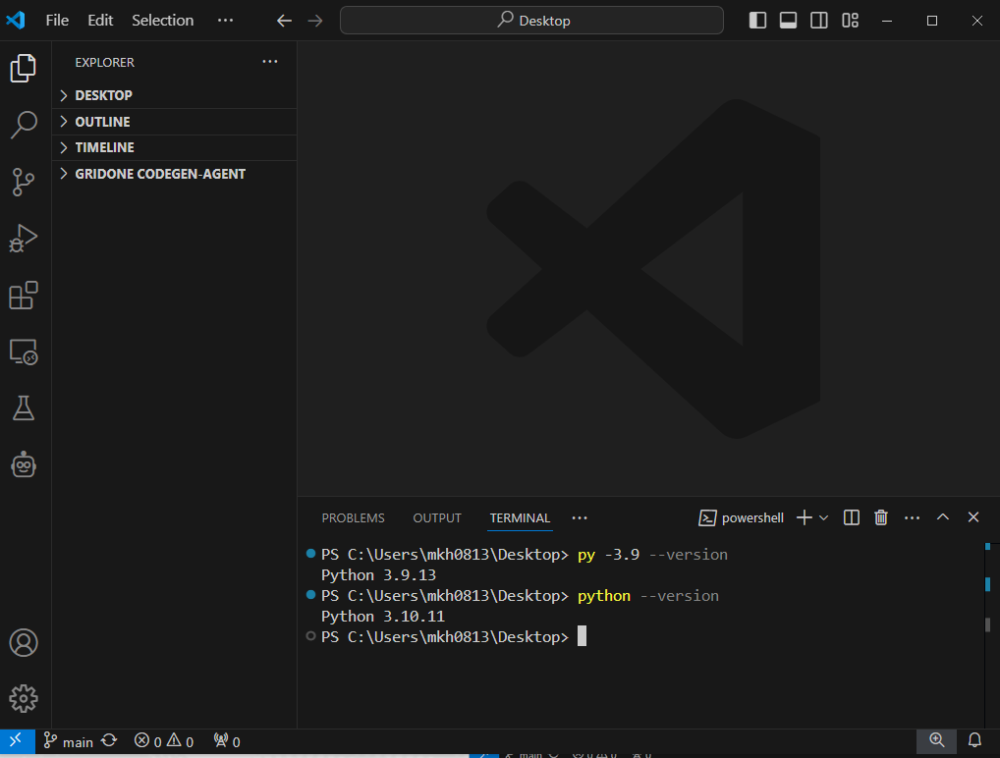 File Edit Selection ···
Desktop
EXPLORER ···
DESKTOP
OUTLINE
TIMELINE
GRIDONE CODEGEN-AGENT
PROBLEMS OUTPUT TERMINAL ··· powershell ···
PS C:\Users\mkh0813\Desktop> py -3.9 --version
Python 3.9.13
PS C:\Users\mkh0813\Desktop> python --version
Python 3.10.11
PS C:\Users\mkh0813\Desktop>
main 0 0 0